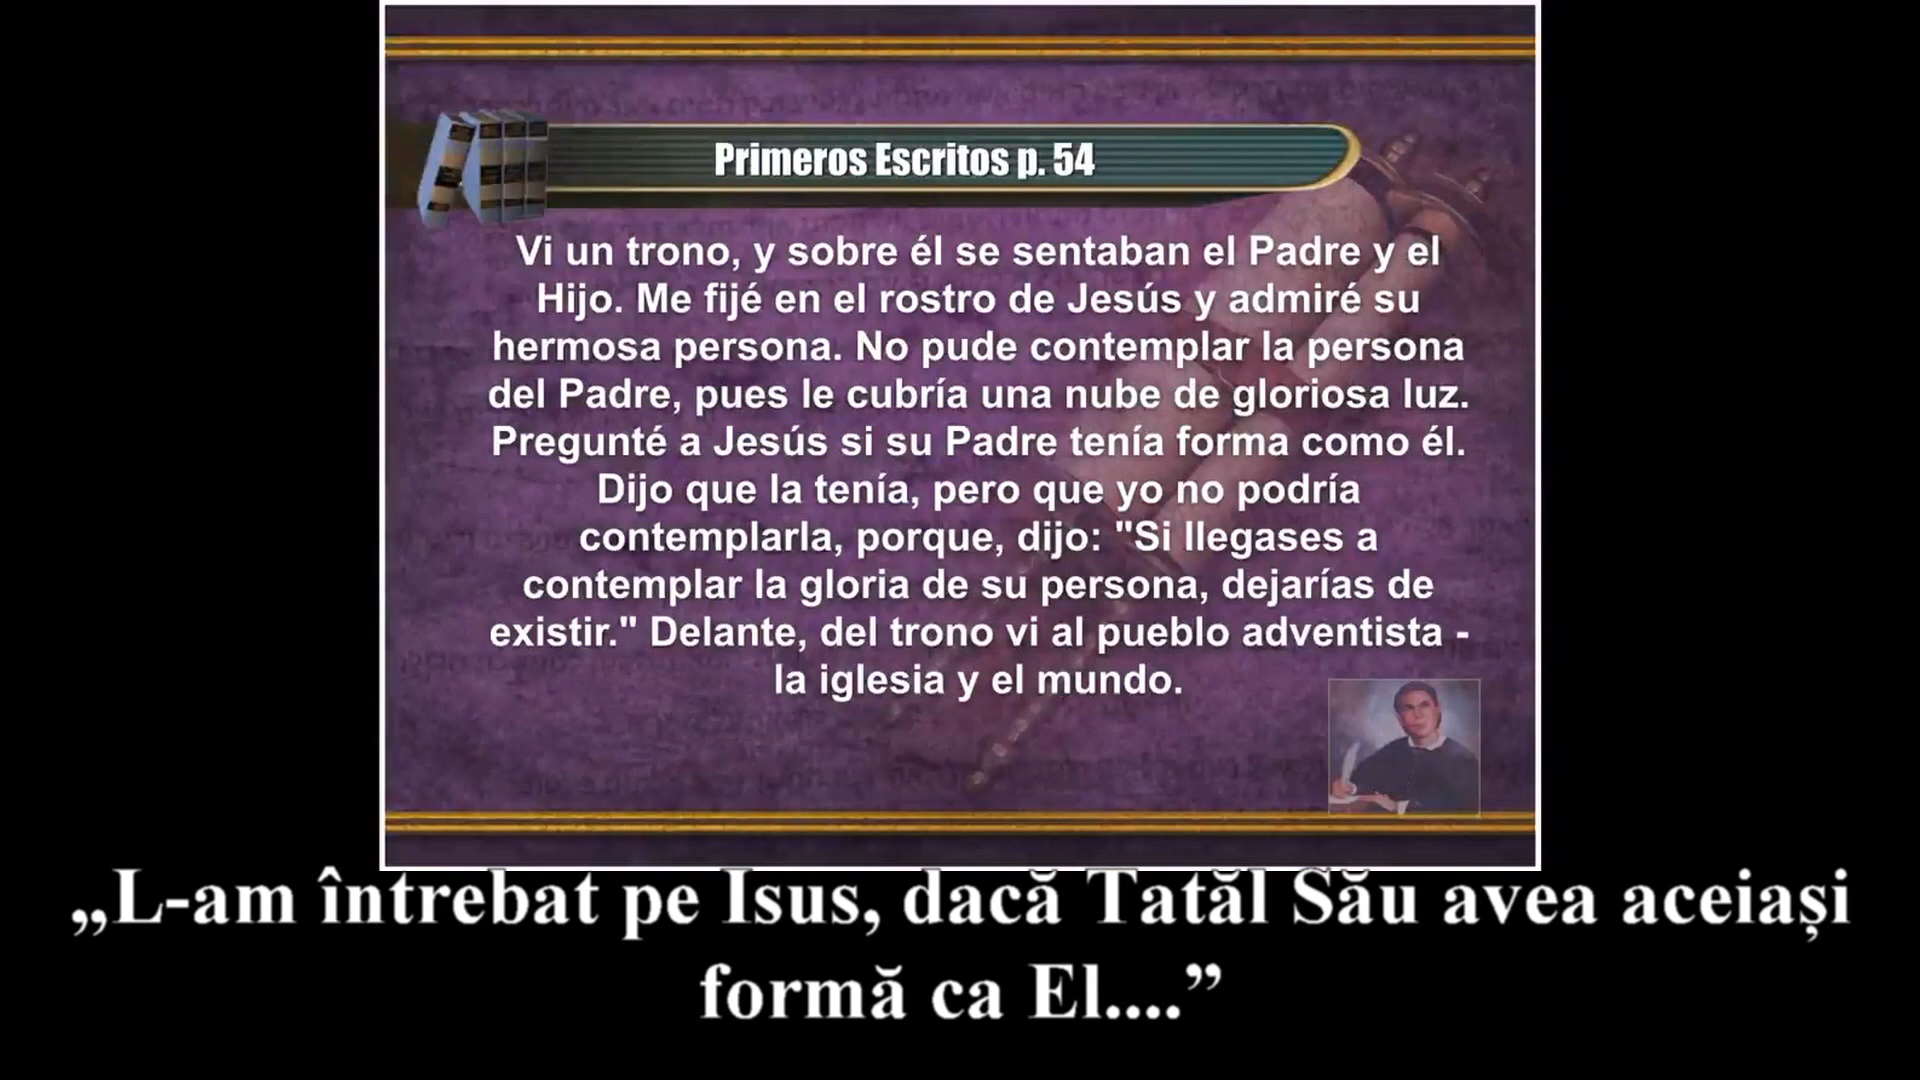 Primeros Escritos p. 54
Vi un trono, y sobre él se sentaban el Padre y el
Hijo. Me fijé en el rostro de Jesús y admiré su
hermosa persona. No pude contemplar la persona
del Padre, pues le cubría una nube de gloriosa luz.
Pregunté a Jesús si su Padre tenía forma como él.
Dijo que la tenía, pero que yo no podría
contemplarla, porque, dijo: "Si llegases a
contemplar la gloria de su persona, dejarías de
existir." Delante, del trono vi al pueblo adventista -
la iglesia y el mundo.
„L-am întrebat pe Isus, dacă Tatăl Său avea aceiași
formă ca El....”